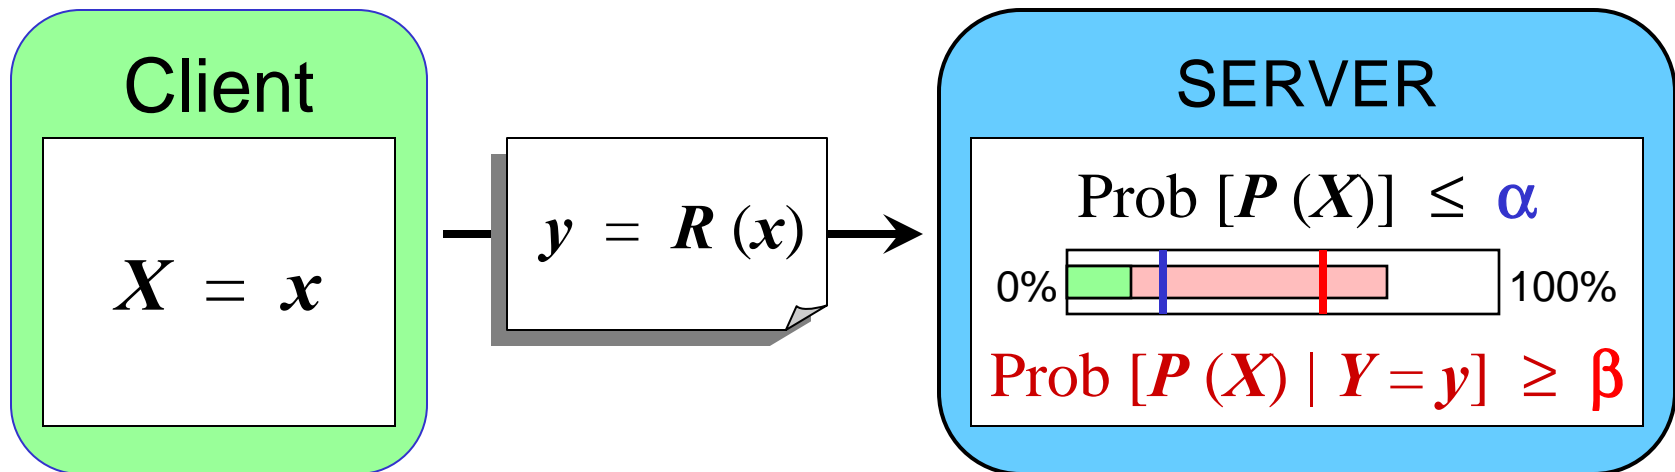 Client
X = x
y = R (x)
SERVER
Prob [P (X)] ≤ α
0%
100%
Prob [P (X) | Y = y] ≥ β